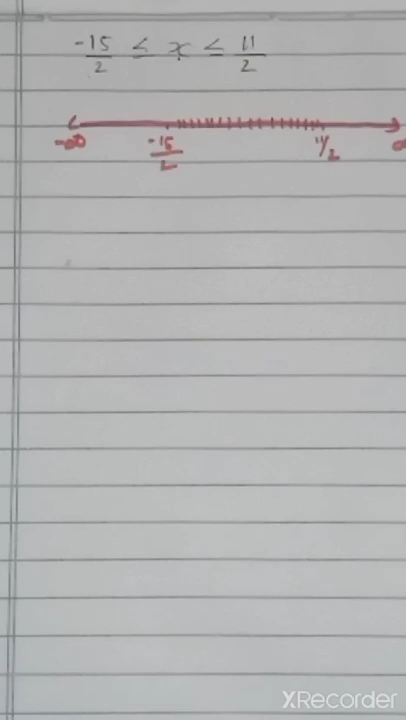 -15/2 ≤ x ≤ 11/2
-∞ -15/2 11/2 ∞
XRecorder